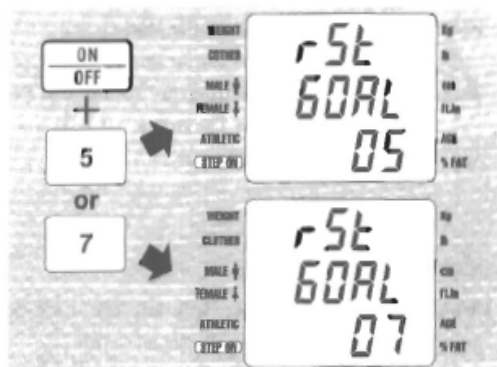 ON
OFF
+
5
or
7
WEIGHT
CLOTHES
MALE
FEMALE
ATHLETIC
STEP ON
rSt
GOAL
05
Kg
lb
cm
ft.in
AGE
% FAT
WEIGHT
CLOTHES
MALE
FEMALE
ATHLETIC
STEP ON
rSt
GOAL
07
Kg
lb
cm
ft.in
AGE
% FAT